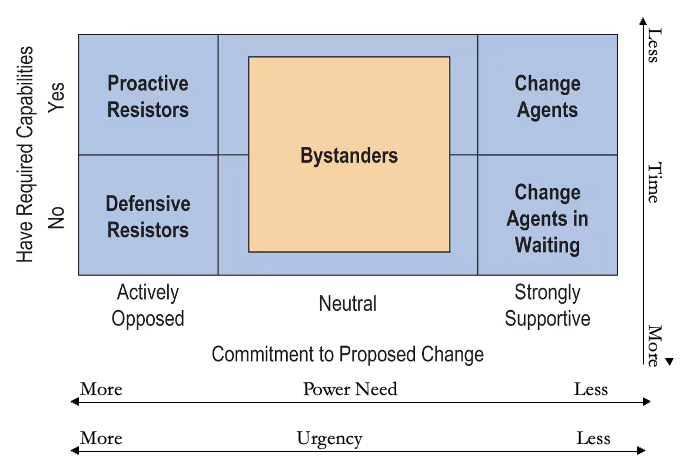 Have Required Capabilities
Yes
No
Proactive
Resistors
Bystanders
Change
Agents
Defensive
Resistors
Change
Agents in
Waiting
Actively
Opposed
Neutral
Strongly
Supportive
Commitment to Proposed Change
Less
Time
More
More Power Need Less
More Urgency Less